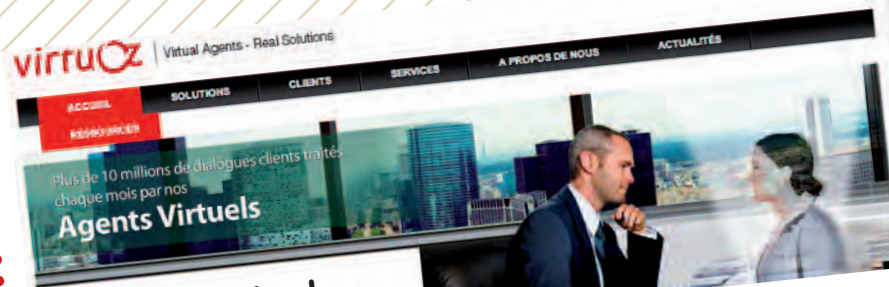 virtuOz | Virtual Agents - Real Solutions
ACCUEIL SOLUTIONS CLIENTS SERVICES A PROPOS DE NOUS ACTUALITÉS
RESSOURCES
Plus de 10 millions de dialogues clients traités
chaque mois par nos
Agents Virtuels